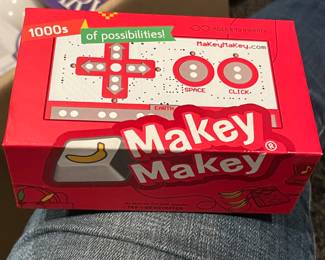 1000s of possibilities!
MaKeyMaKey.com
SPACE
CLICK
EARTH
Makey
Makey®